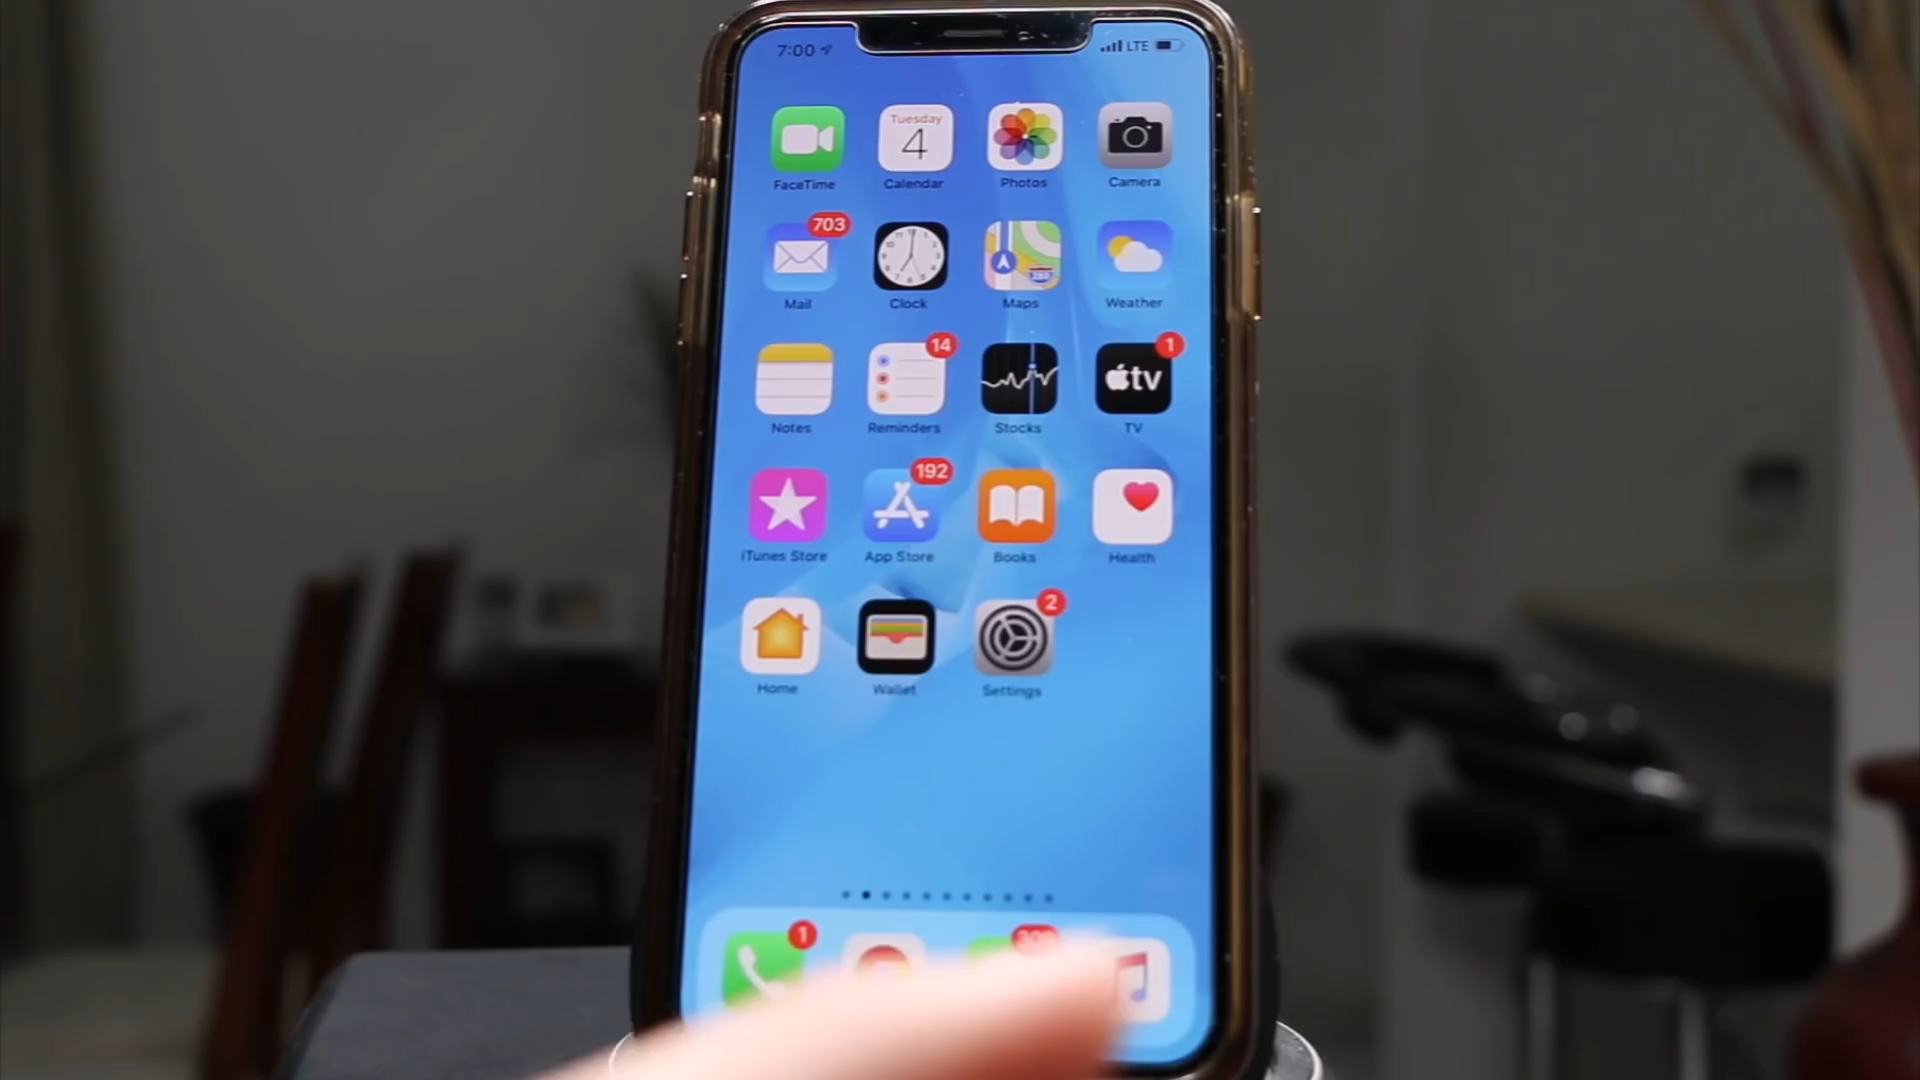 7:00 LTE
Tuesday
4
FaceTime Calendar Photos Camera
703
280
Mail Clock Maps Weather
14 1
tv
Notes Reminders Stocks TV
192
iTunes Store App Store Books Health
2
Home Wallet Settings
1